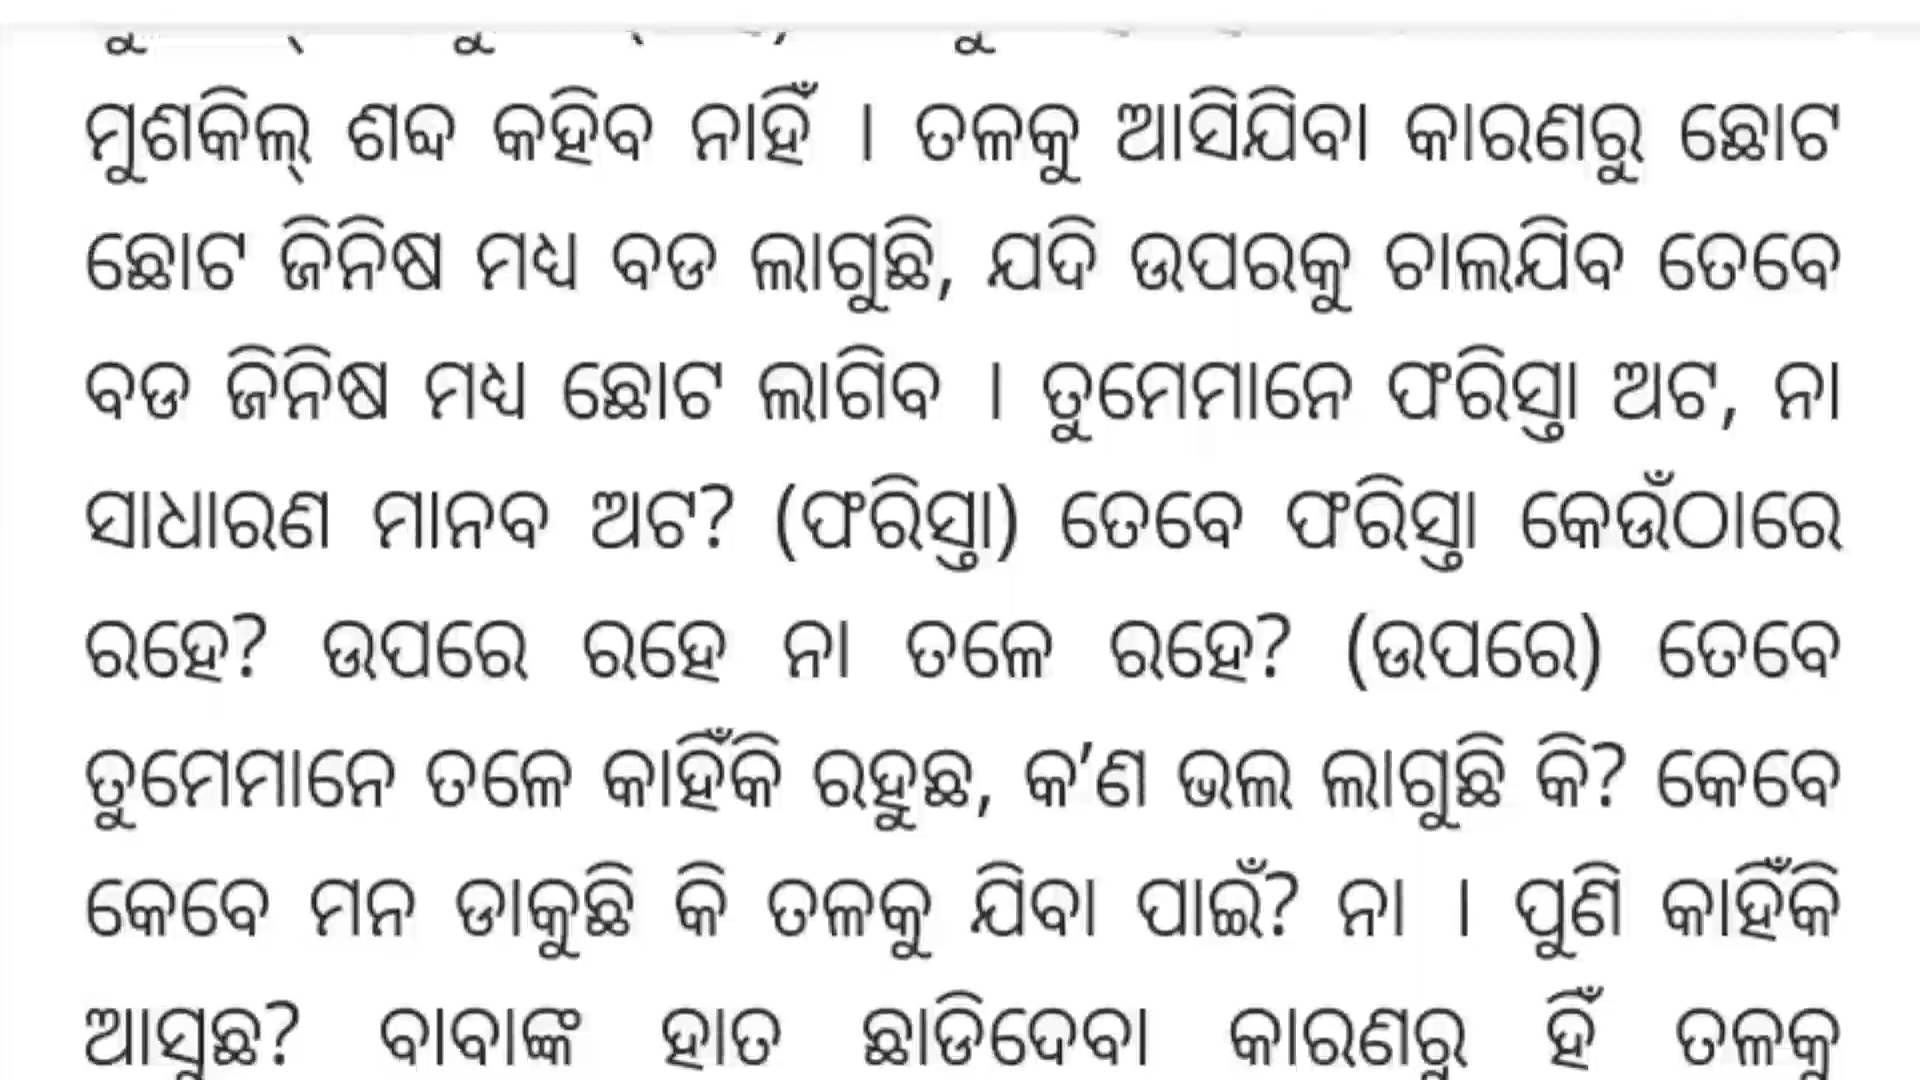 ମୁଶକିଲ୍ ଶବ୍ଦ କହିବ ନାହିଁ । ତଳକୁ ଆସିଯିବା କାରଣରୁ ଛୋଟ
ଛୋଟ ଜିନିଷ ମଧ୍ୟ ବଡ ଲାଗୁଛି, ଯଦି ଉପରକୁ ଚାଲଯିବ ତେବେ
ବଡ ଜିନିଷ ମଧ୍ୟ ଛୋଟ ଲାଗିବ । ତୁମେମାନେ ଫରିସ୍ତା ଅଟ, ନା
ସାଧାରଣ ମାନବ ଅଟ? (ଫରିସ୍ତା) ତେବେ ଫରିସ୍ତା କେଉଁଠାରେ
ରହେ? ଉପରେ ରହେ ନା ତଳେ ରହେ? (ଉପରେ) ତେବେ
ତୁମେମାନେ ତଳେ କାହିଁକି ରହୁଛ, କ’ଣ ଭଲ ଲାଗୁଛି କି? କେବେ
କେବେ ମନ ଡାକୁଛି କି ତଳକୁ ଯିବା ପାଇଁ? ନା । ପୁଣି କାହିଁକି
ଆସୁଛ? ବାବାଙ୍କ ହାତ ଛାଡିଦେବା କାରଣରୁ ହିଁ ତଳକୁ